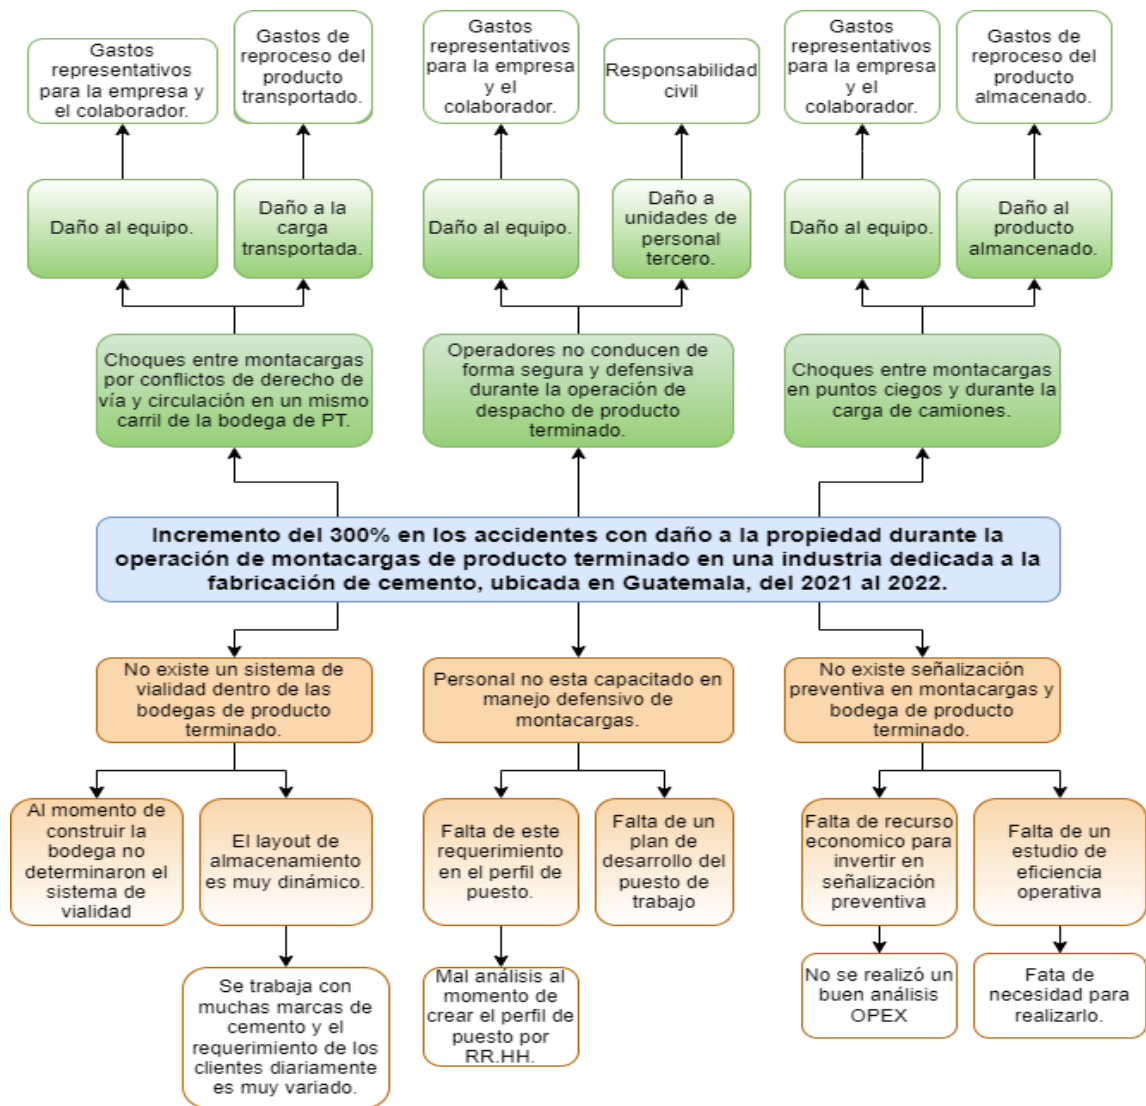 Gastos
representativos
para la empresa y
el colaborador.
Gastos de
reproceso del
producto
transportado.
Gastos
representativos
para la empresa
y el colaborador.
Responsabilidad
civil
Gastos
representativos
para la empresa
y el colaborador.
Gastos de
reproceso del
producto
almacenado.
Daño al equipo.
Daño a la
carga
transportada.
Daño al equipo.
Daño a
unidades de
personal
tercero.
Daño al equipo.
Daño al
producto
almancenado.
Choques entre montacargas
por conflictos de derecho de
vía y circulación en un mismo
carril de la bodega de PT.
Operadores no conducen de
forma segura y defensiva
durante la operación de
despacho de producto
terminado.
Choques entre montacargas
en puntos ciegos y durante la
carga de camiones.
Incremento del 300% en los accidentes con daño a la propiedad durante la
operación de montacargas de producto terminado en una industria dedicada a la
fabricación de cemento, ubicada en Guatemala, del 2021 al 2022.
No existe un sistema de
vialidad dentro de las
bodegas de producto
terminado.
Personal no esta capacitado en
manejo defensivo de
montacargas.
No existe señalización
preventiva en montacargas y
bodega de producto
terminado.
Al momento de
construir la
bodega no
determinaron el
sistema de
vialidad
El layout de
almacenamiento
es muy dinámico.
Falta de este
requerimiento
en el perfil de
puesto.
Falta de un
plan de
desarrollo del
puesto de
trabajo
Falta de recurso
economico para
invertir en
señalización
preventiva
Falta de un
estudio de
eficiencia
operativa
Se trabaja con
muchas marcas de
cemento y el
requerimiento de los
clientes diariamente
es muy variado.
Mal análisis al
momento de
crear el perfil de
puesto por
RR.HH.
No se realizó un
buen análisis
OPEX
Fata de
necesidad para
realizarlo.